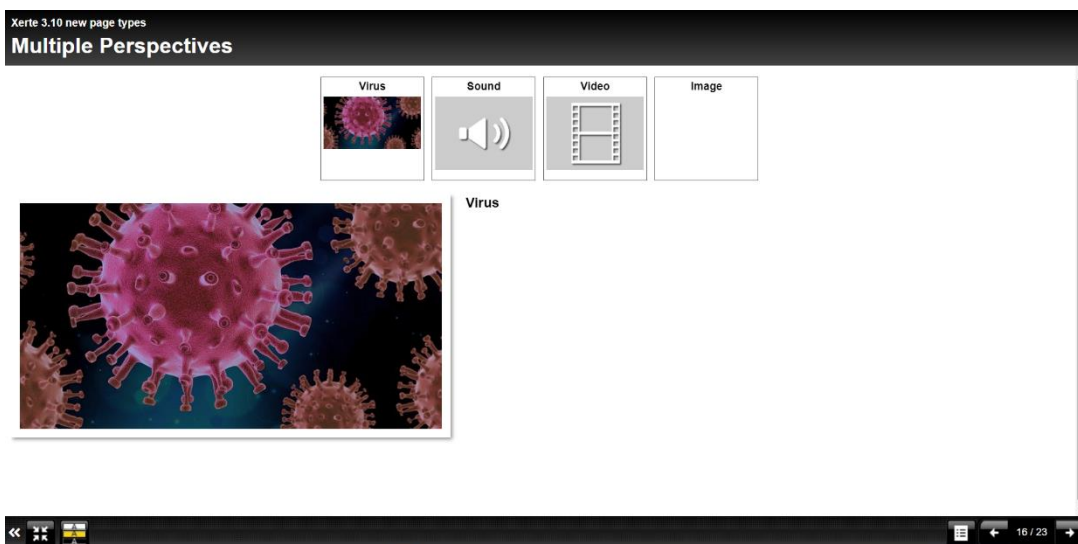 Xerte 3.10 new page types
Multiple Perspectives
Virus Sound Video Image
Virus
16 / 23